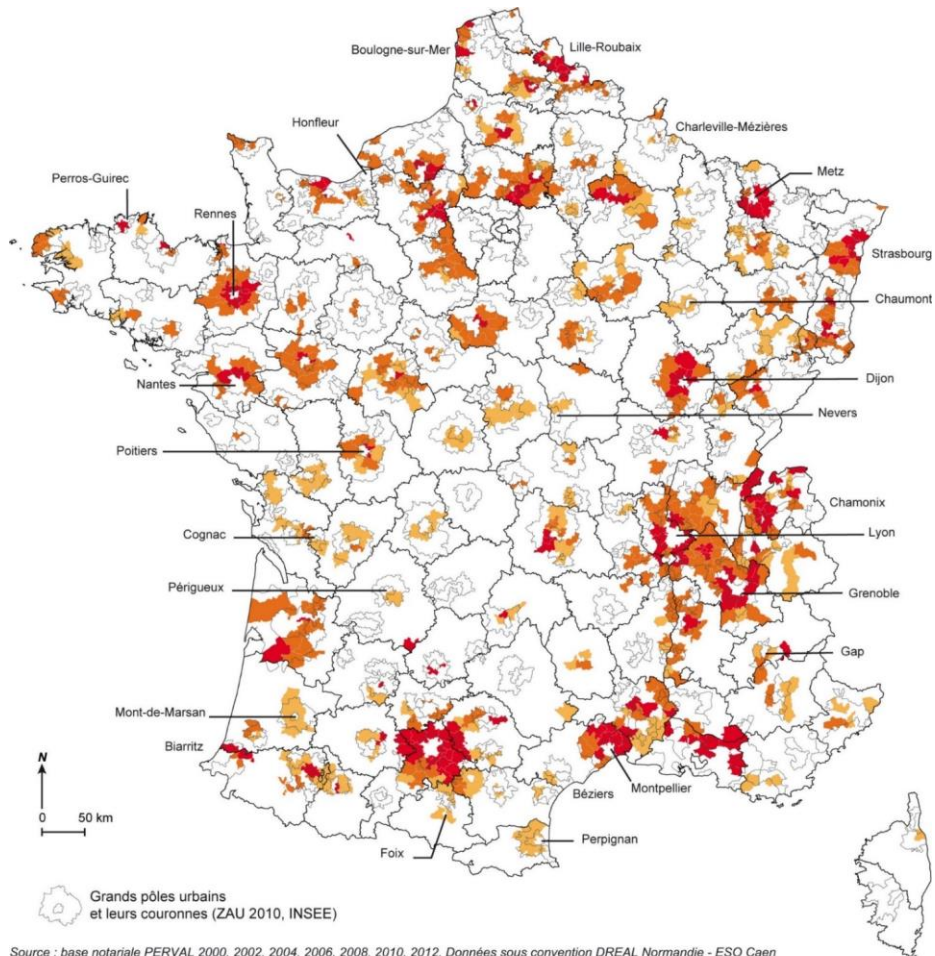 Boulogne-sur-Mer
Lille-Roubaix
Honfleur
Charleville-Mézières
Perros-Guirec
Metz
Rennes
Strasbourg
Chaumont
Nantes
Dijon
Nevers
Poitiers
Chamonix
Cognac
Lyon
Périgueux
Grenoble
Gap
Mont-de-Marsan
Biarritz
N
Béziers
Montpellier
0 50 km
Foix
Perpignan
Grands pôles urbains
et leurs couronnes (ZAU 2010, INSEE)
Source : base notariale PERVAL 2000, 2002, 2004, 2006, 2008, 2010, 2012. Données sous convention DREAL Normandie - ESO Caen